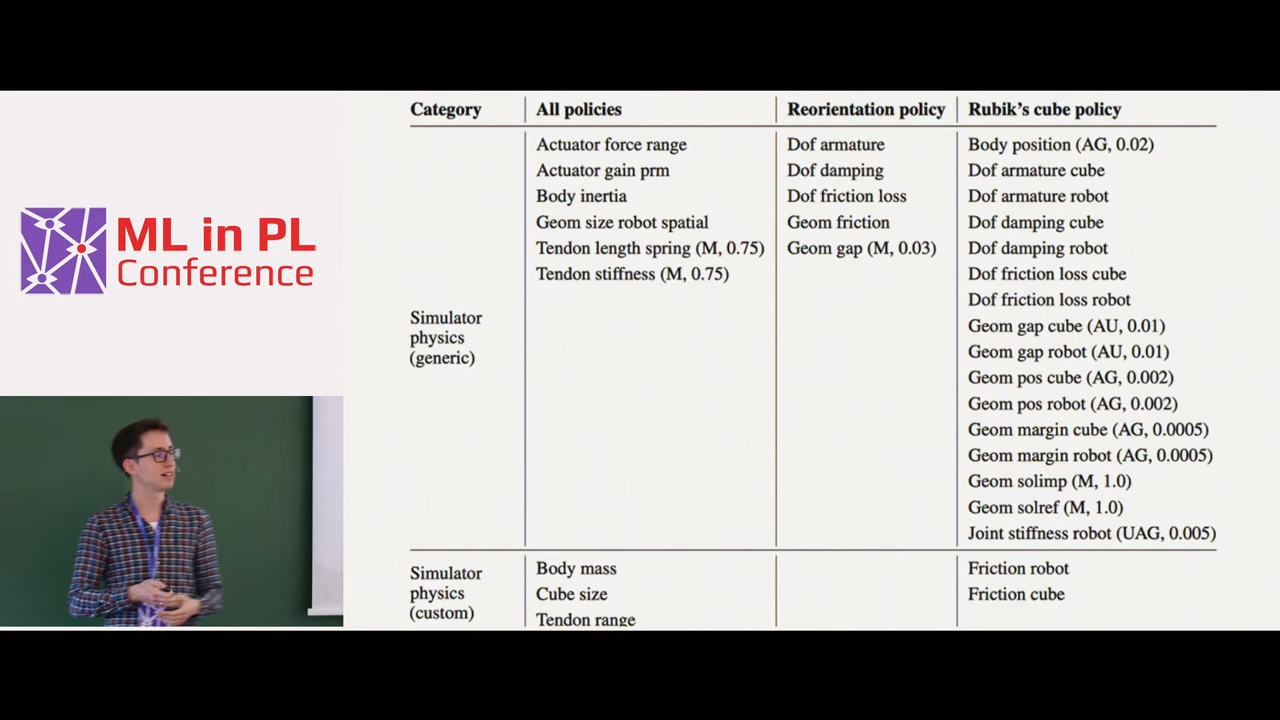 ML in PL
Conference
Category All policies Reorientation policy Rubik's cube policy
Simulator
physics
(generic)
Actuator force range
Actuator gain prm
Body inertia
Geom size robot spatial
Tendon length spring (M, 0.75)
Tendon stiffness (M, 0.75)
Dof armature
Dof damping
Dof friction loss
Geom friction
Geom gap (M, 0.03)
Body position (AG, 0.02)
Dof armature cube
Dof armature robot
Dof damping cube
Dof damping robot
Dof friction loss cube
Dof friction loss robot
Geom gap cube (AU, 0.01)
Geom gap robot (AU, 0.01)
Geom pos cube (AG, 0.002)
Geom pos robot (AG, 0.002)
Geom margin cube (AG, 0.0005)
Geom margin robot (AG, 0.0005)
Geom solimp (M, 1.0)
Geom solref (M, 1.0)
Joint stiffness robot (UAG, 0.005)
Simulator
physics
(custom)
Body mass
Cube size
Tendon range
Friction robot
Friction cube